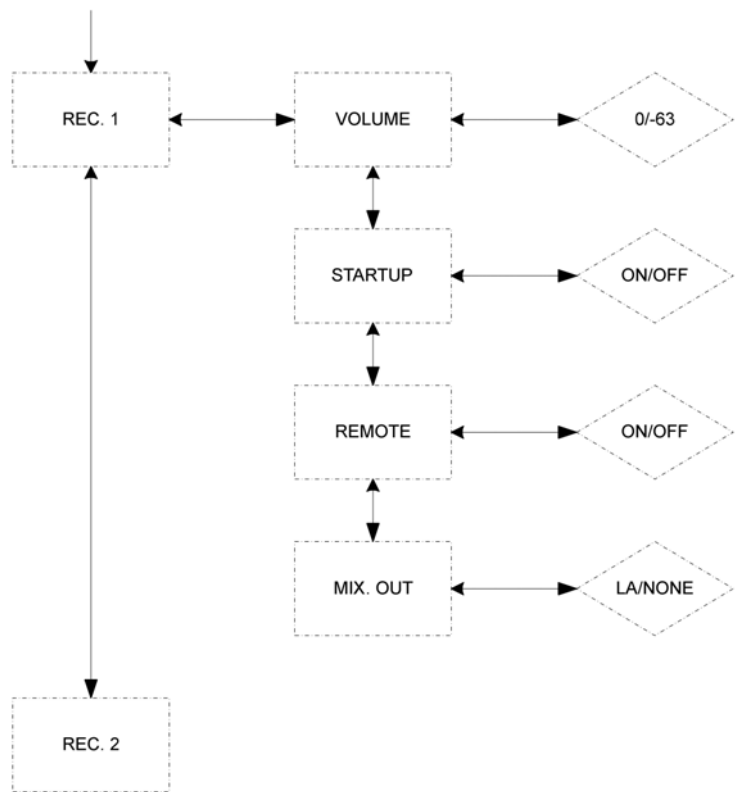 REC. 1
VOLUME
0/-63
STARTUP
ON/OFF
REMOTE
ON/OFF
MIX. OUT
LA/NONE
REC. 2